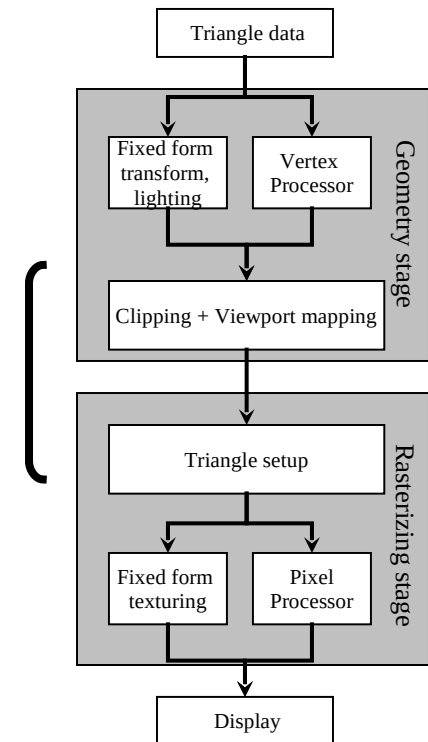 Triangle data
Geometry stage
Fixed form
transform,
lighting
Vertex
Processor
Clipping + Viewport mapping
Rasterizing stage
Triangle setup
Fixed form
texturing
Pixel
Processor
Display